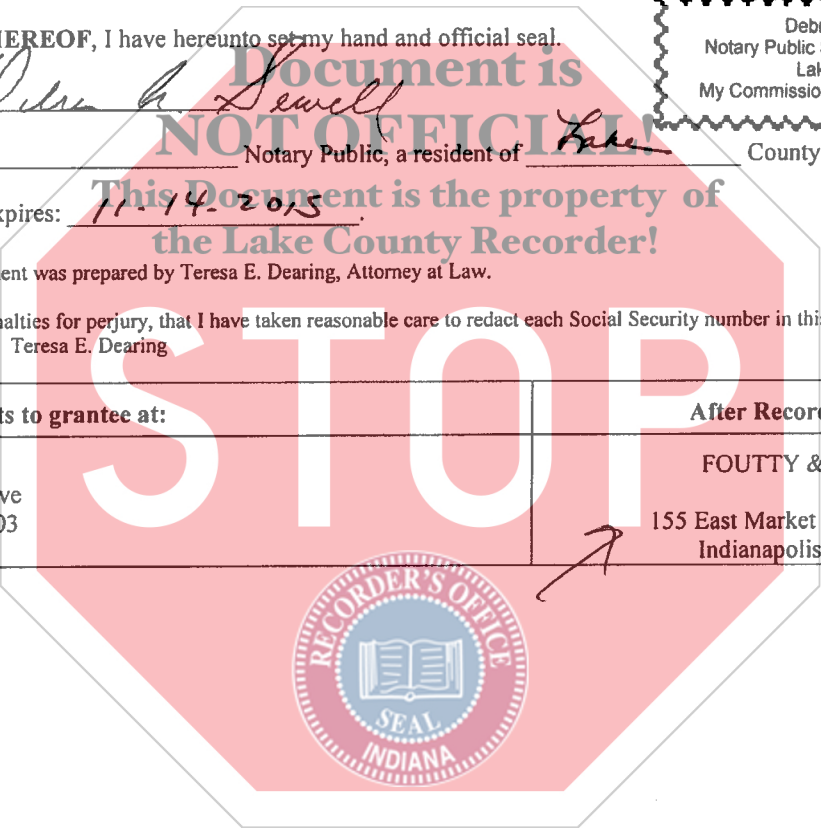 HEREOF, I have hereunto set my hand and official seal.
Debr
Notary Public
Lak
My Commissio
Debra A. Sewell
Document is
NOT OFFICIAL!
Notary Public, a resident of Lake County
This Document is the property of
xpires: 11-14-2015.
the Lake County Recorder!
ent was prepared by Teresa E. Dearing, Attorney at Law.
nalties for perjury, that I have taken reasonable care to redact each Social Security number in this
Teresa E. Dearing
STOP
ts to grantee at:
After Record
FOUTTY &
ve
03
155 East Market
Indianapolis
RECORDER'S OFFICE
SEAL
INDIANA